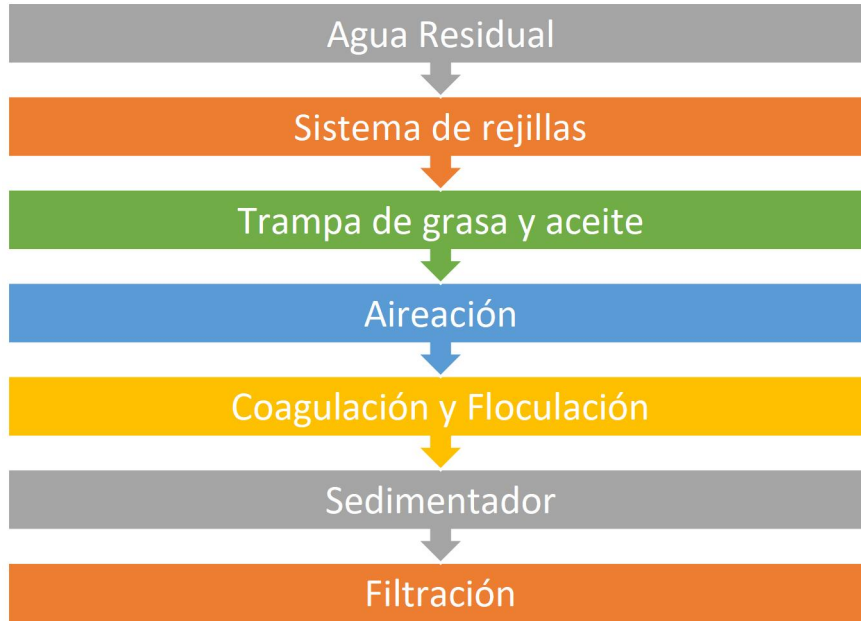 Agua Residual
Sistema de rejillas
Trampa de grasa y aceite
Aireación
Coagulación y Floculación
Sedimentador
Filtración